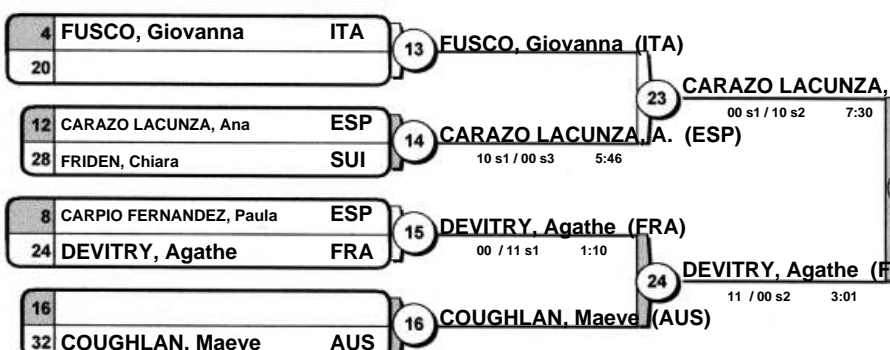 4 FUSCO, Giovanna ITA
20
13 FUSCO, Giovanna (ITA)
23 CARAZO LACUNZA,
00 s1 / 10 s2 7:30
12 CARAZO LACUNZA, Ana ESP
28 FRIDEN, Chiara SUI
14 CARAZO LACUNZA, A. (ESP)
10 s1 / 00 s3 5:46
8 CARPIO FERNANDEZ, Paula ESP
24 DEVITRY, Agathe FRA
15 DEVITRY, Agathe (FRA)
00 / 11 s1 1:10
24 DEVITRY, Agathe (F
11 / 00 s2 3:01
16
32 COUGHLAN, Maeve AUS
16 COUGHLAN, Maeve (AUS)